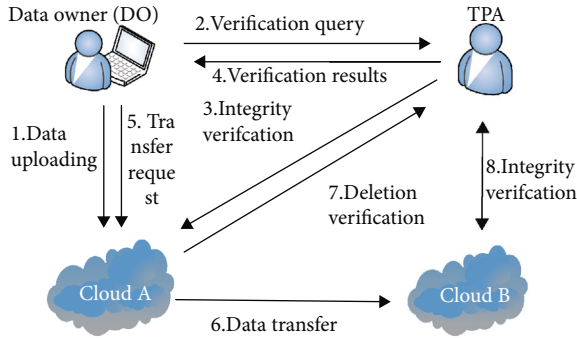 Data owner (DO)
TPA
2.Verification query
4.Verification results
1.Data
uploading
5. Tra
nsfer
reque
st
3.Integrity
verifcation
7.Deletion
verification
8.Integrity
verifcation
Cloud A
Cloud B
6.Data transfer